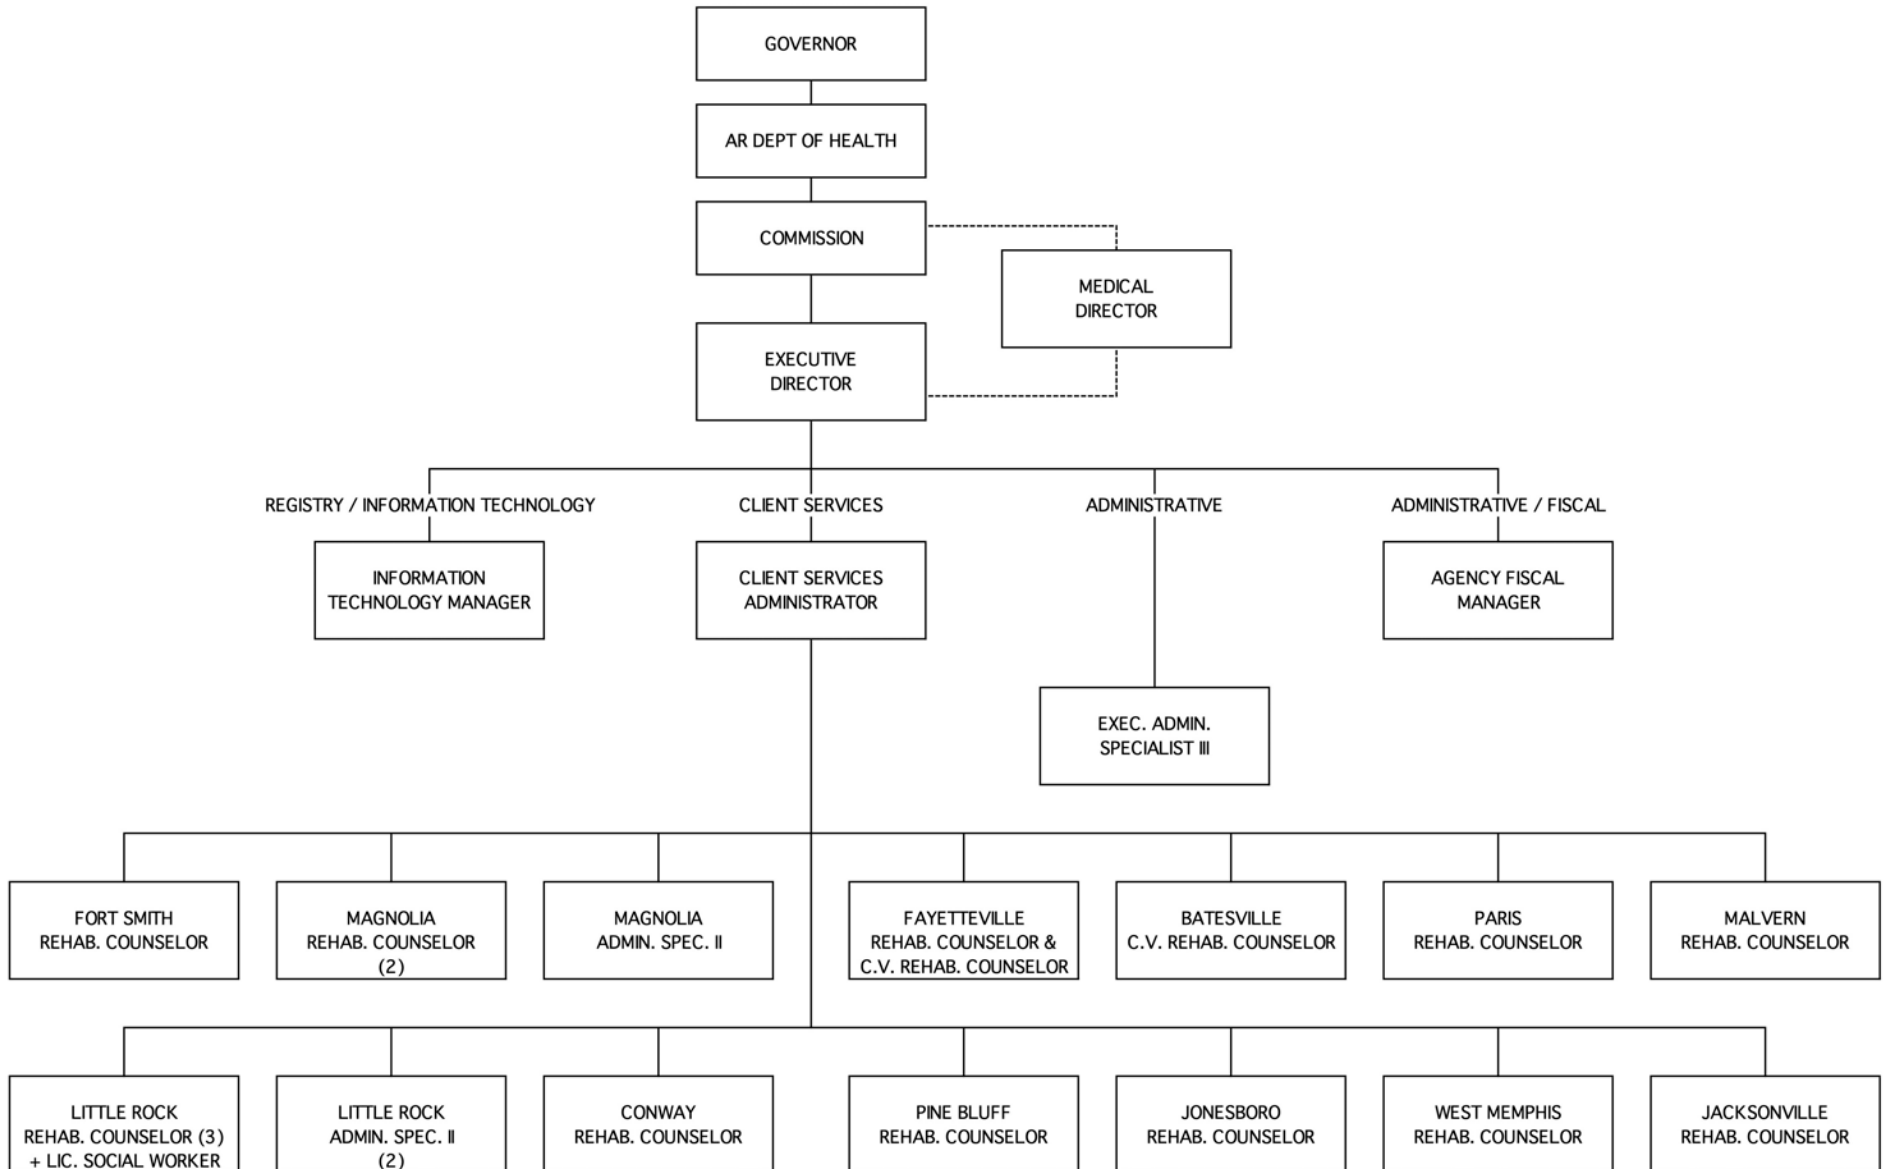 GOVERNOR
AR DEPT OF HEALTH
COMMISSION
MEDICAL
DIRECTOR
EXECUTIVE
DIRECTOR
REGISTRY / INFORMATION TECHNOLOGY
CLIENT SERVICES
ADMINISTRATIVE
ADMINISTRATIVE / FISCAL
INFORMATION
TECHNOLOGY MANAGER
CLIENT SERVICES
ADMINISTRATOR
AGENCY FISCAL
MANAGER
EXEC. ADMIN.
SPECIALIST III
FORT SMITH
REHAB. COUNSELOR
MAGNOLIA
REHAB. COUNSELOR
(2)
MAGNOLIA
ADMIN. SPEC. II
FAYETTEVILLE
REHAB. COUNSELOR &
C.V. REHAB. COUNSELOR
BATESVILLE
C.V. REHAB. COUNSELOR
PARIS
REHAB. COUNSELOR
MALVERN
REHAB. COUNSELOR
LITTLE ROCK
REHAB. COUNSELOR (3)
+ LIC. SOCIAL WORKER
LITTLE ROCK
ADMIN. SPEC. II
(2)
CONWAY
REHAB. COUNSELOR
PINE BLUFF
REHAB. COUNSELOR
JONESBORO
REHAB. COUNSELOR
WEST MEMPHIS
REHAB. COUNSELOR
JACKSONVILLE
REHAB. COUNSELOR